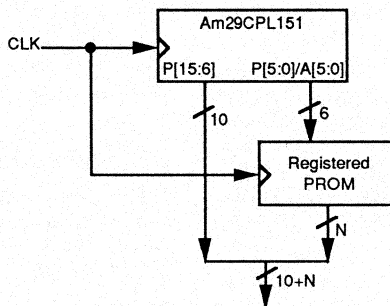 Am29CPL151
CLK
P[15:6] P[5:0]/A[5:0]
10
6
Registered
PROM
N
10+N